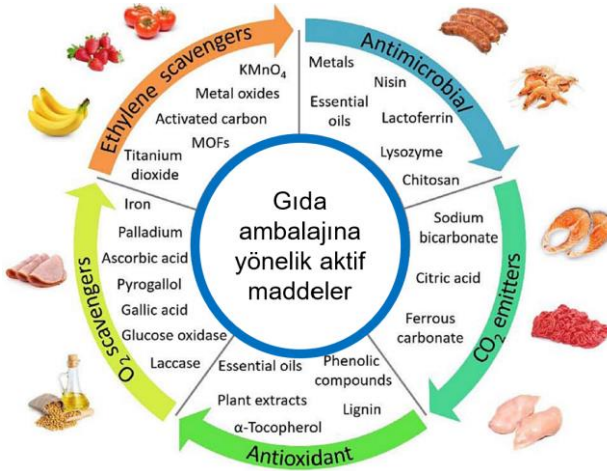 Gıda
ambalajına
yönelik aktif
maddeler
Ethylene scavengers
KMnO₄
Metal oxides
Activated carbon
MOFs
Titanium
dioxide
Antimicrobial
Metals
Nisin
Essential
oils
Lactoferrin
Lysozyme
Chitosan
CO₂ emitters
Sodium
bicarbonate
Citric acid
Ferrous
carbonate
Antioxidant
Essential oils
Phenolic
compounds
Plant extracts
Lignin
α-Tocopherol
O₂ scavengers
Iron
Palladium
Ascorbic acid
Pyrogallol
Gallic acid
Glucose oxidase
Laccase